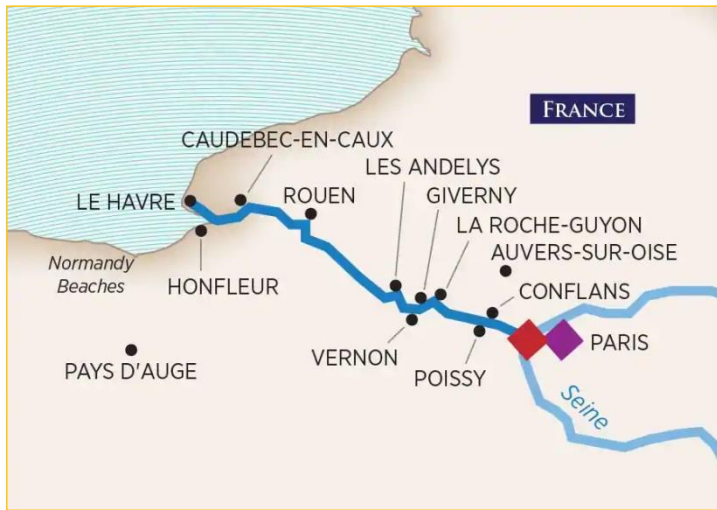 FRANCE
CAUDEBEC-EN-CAUX
LES ANDELYS
LE HAVRE
ROUEN
GIVERNY
LA ROCHE-GUYON
AUVERS-SUR-OISE
Normandy
Beaches
HONFLEUR
CONFLANS
VERNON
PARIS
PAYS D'AUGE
POISSY
Seine